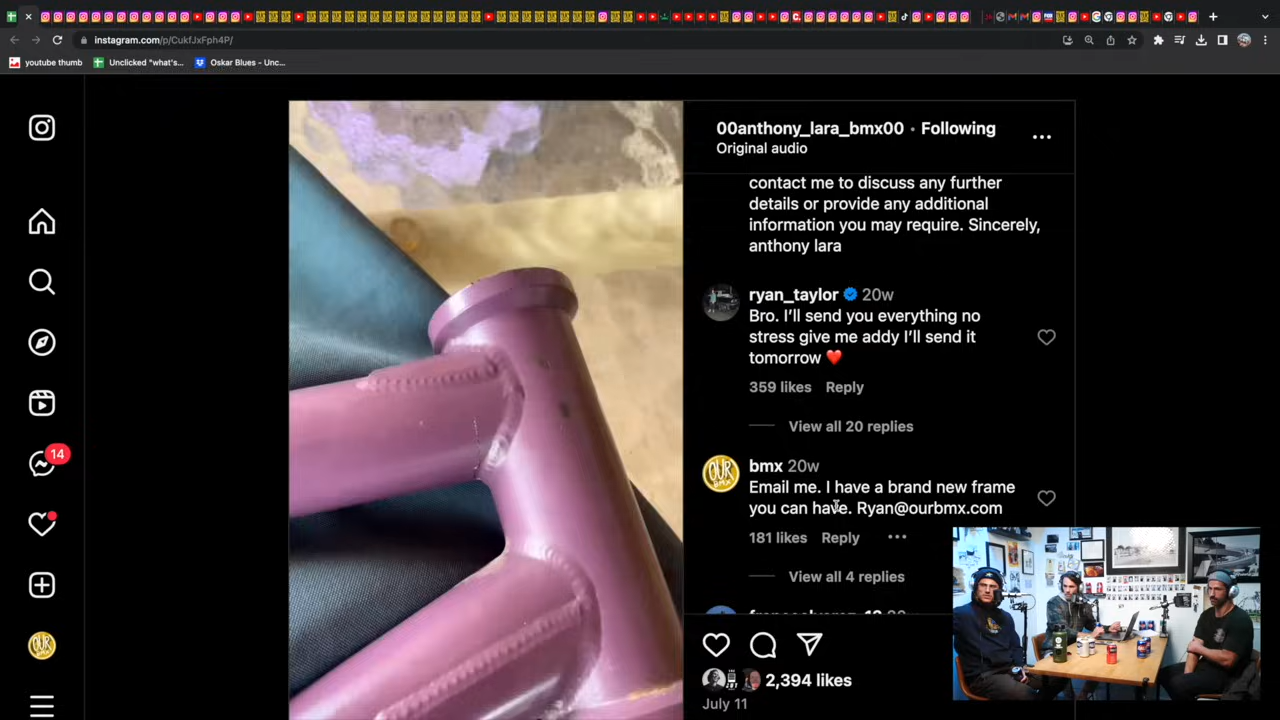 instagram.com/p/CukfJxFph4P/
youtube thumb
Unclicked "what's...
Oskar Blues - Unc...
00anthony_lara_bmx00 • Following
Original audio
•••
contact me to discuss any further
details or provide any additional
information you may require. Sincerely,
anthony lara
ryan_taylor 20w
Bro. I’ll send you everything no
stress give me addy I’ll send it
tomorrow ❤️
359 likes Reply
View all 20 replies
OUR BMX
bmx 20w
Email me. I have a brand new frame
you can have. Ryan@ourbmx.com
181 likes Reply •••
View all 4 replies
14
OUR BMX
2,394 likes
July 11